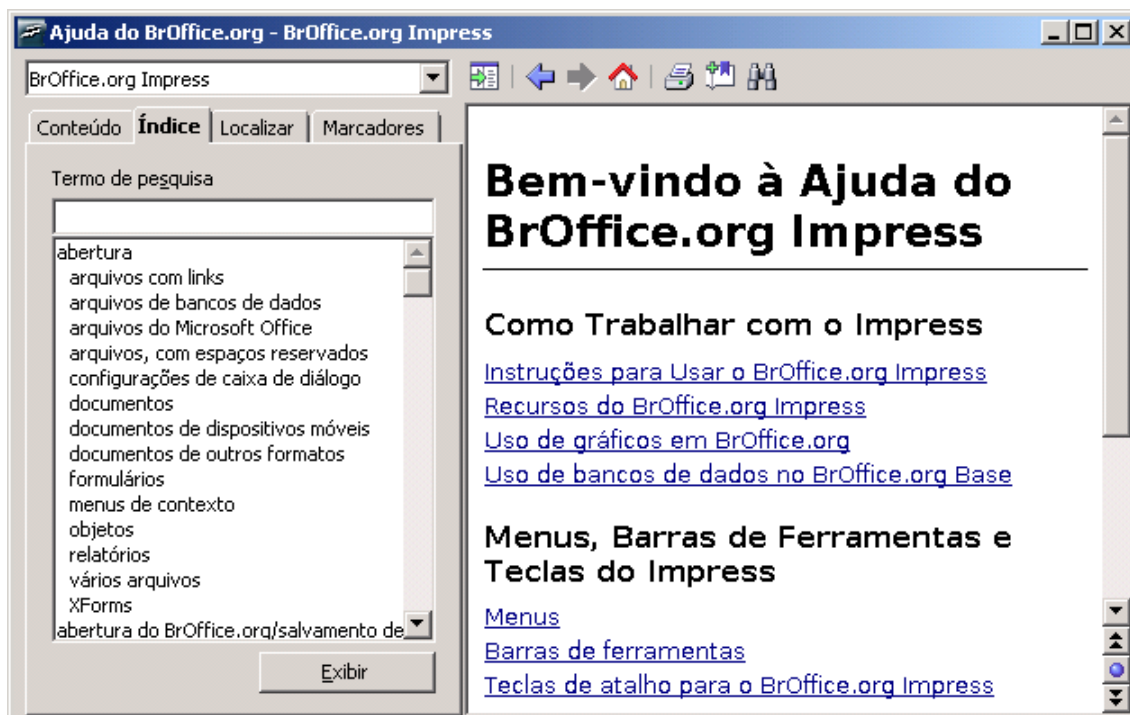 Ajuda do BrOffice.org - BrOffice.org Impress
BrOffice.org Impress
Conteúdo Índice Localizar Marcadores
Termo de pesquisa
abertura
arquivos com links
arquivos de bancos de dados
arquivos do Microsoft Office
arquivos, com espaços reservados
configurações de caixa de diálogo
documentos
documentos de dispositivos móveis
documentos de outros formatos
formulários
menus de contexto
objetos
relatórios
vários arquivos
XForms
abertura do BrOffice.org/salvamento de
Exibir
Bem-vindo à Ajuda do
BrOffice.org Impress
Como Trabalhar com o Impress
Instruções para Usar o BrOffice.org Impress
Recursos do BrOffice.org Impress
Uso de gráficos em BrOffice.org
Uso de bancos de dados no BrOffice.org Base
Menus, Barras de Ferramentas e
Teclas do Impress
Menus
Barras de ferramentas
Teclas de atalho para o BrOffice.org Impress